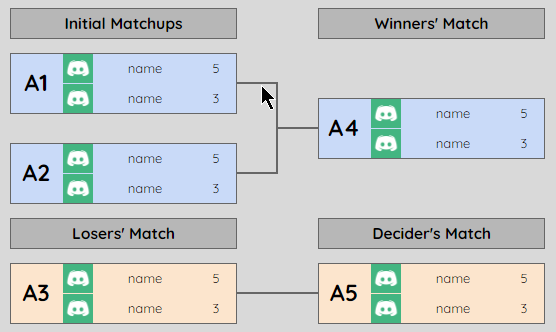 Initial Matchups
Winners' Match
A1
name 5
name 3
A2
name 5
name 3
A4
name 5
name 3
Losers' Match
Decider's Match
A3
name 5
name 3
A5
name 5
name 3